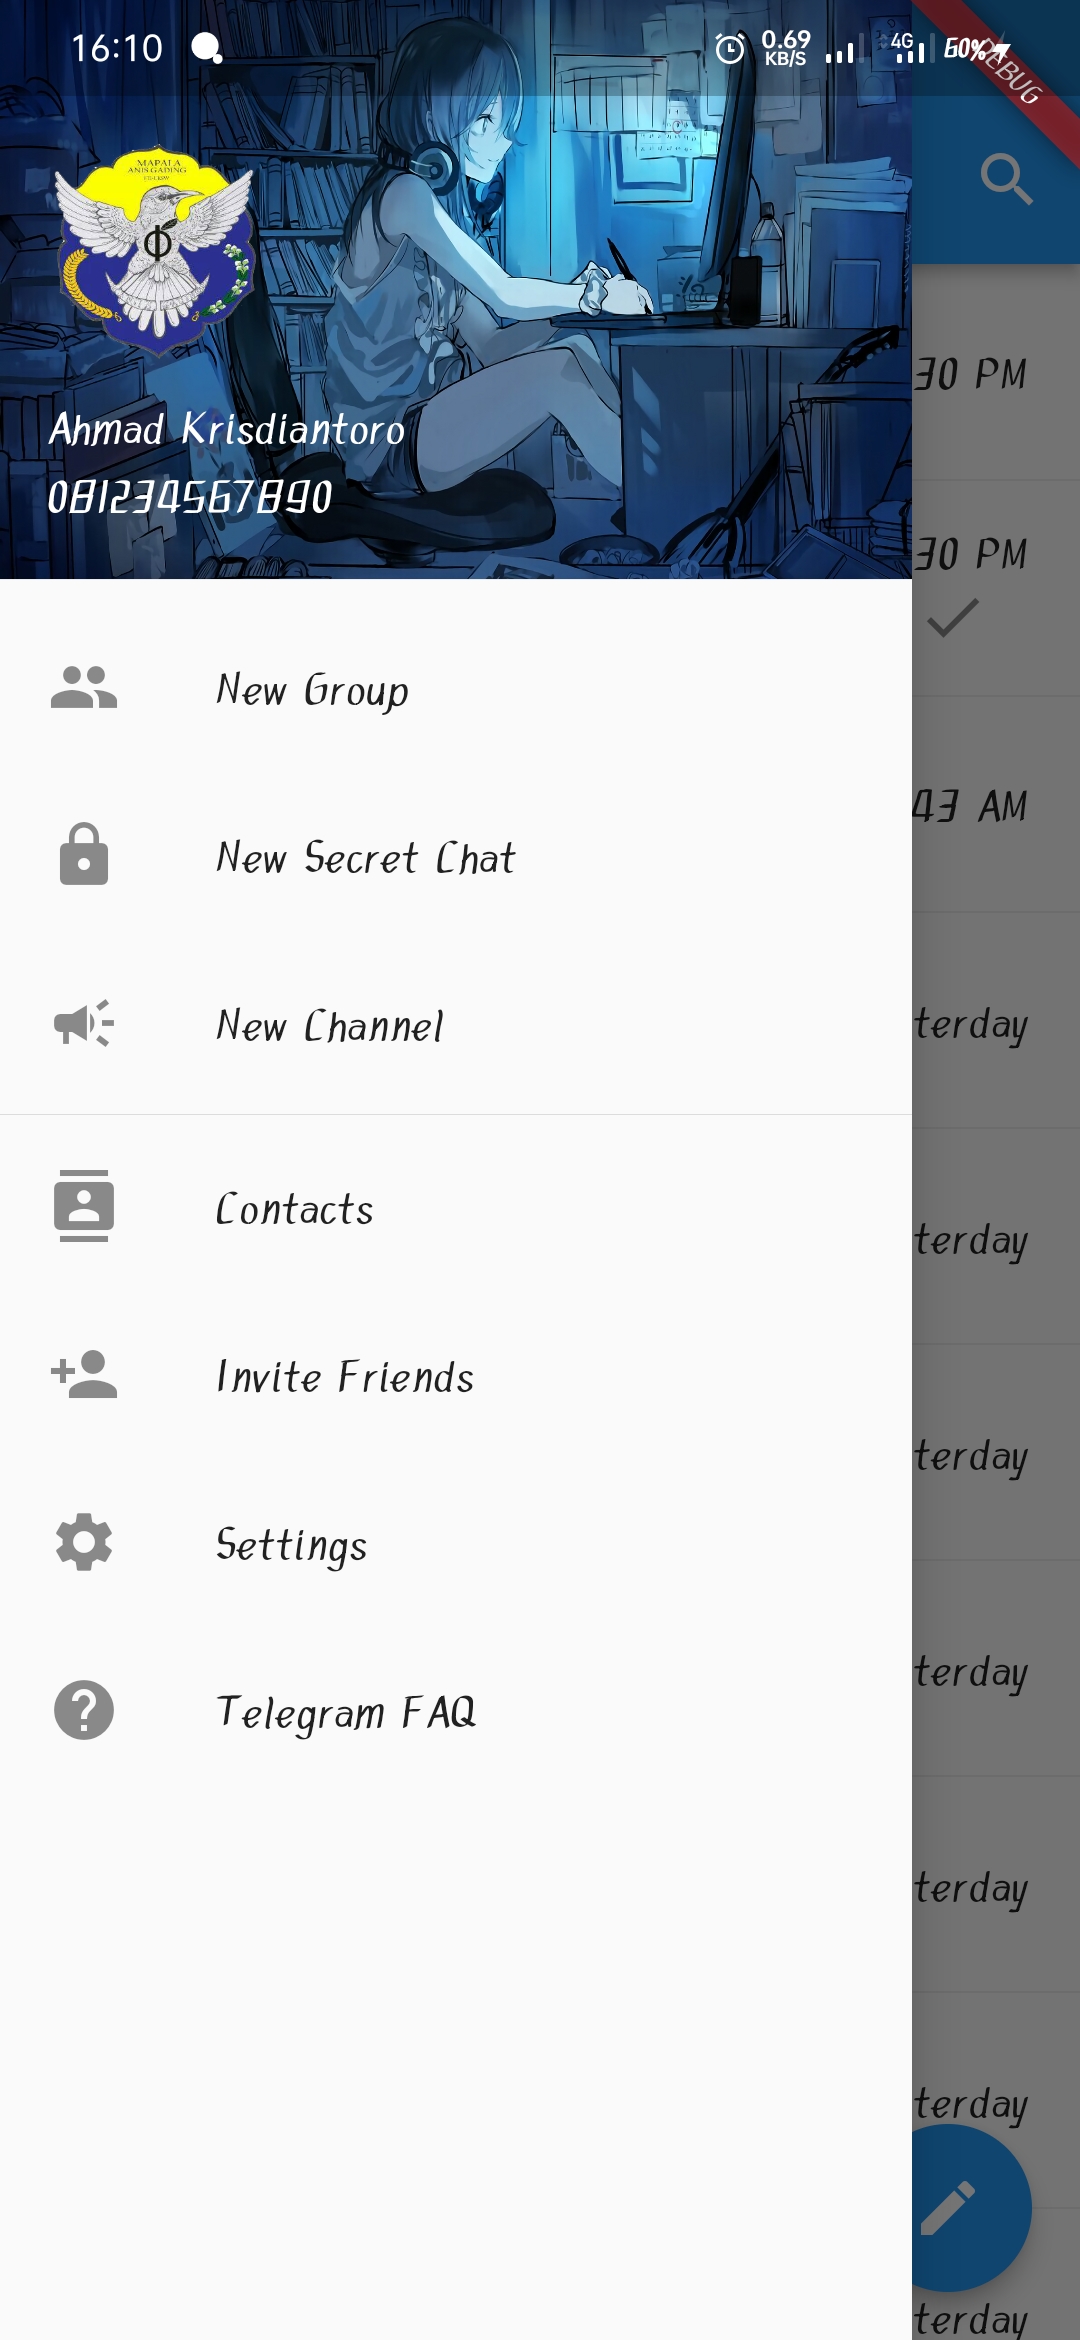 16:10
0.69
KB/S
4G
60%
DEBUG
MAPALA
ANIS GADING
Ahmad Krisdiantoro
081234567890
30 PM
30 PM
43 AM
terday
terday
terday
terday
terday
terday
terday
New Group
New Secret Chat
New Channel
Contacts
Invite Friends
Settings
Telegram FAQ